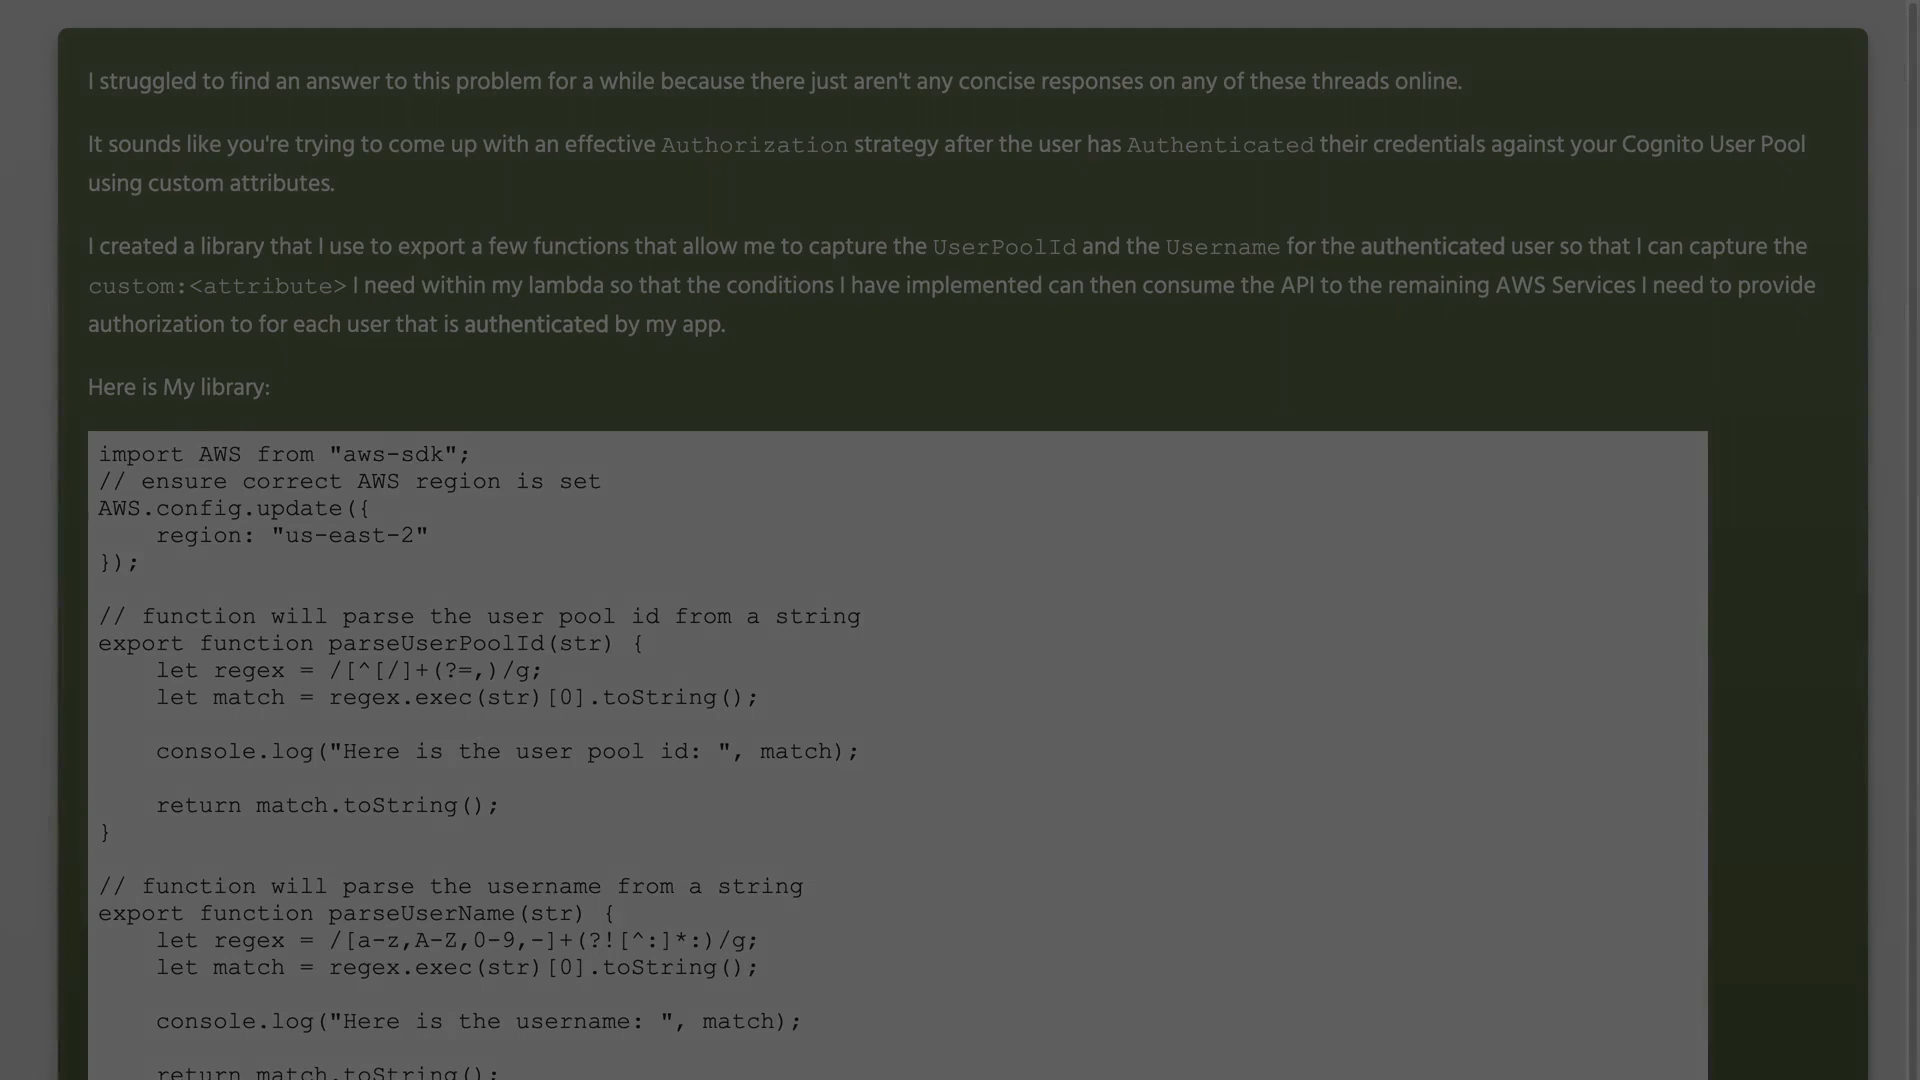 I struggled to find an answer to this problem for a while because there just aren't any concise responses on any of these threads online.
It sounds like you're trying to come up with an effective Authorization strategy after the user has Authenticated their credentials against your Cognito User Pool
using custom attributes.
I created a library that I use to export a few functions that allow me to capture the UserPoolId and the Username for the authenticated user so that I can capture the
custom:<attribute> I need within my lambda so that the conditions I have implemented can then consume the API to the remaining AWS Services I need to provide
authorization to for each user that is authenticated by my app.
Here is My library:
import AWS from "aws-sdk";
// ensure correct AWS region is set
AWS.config.update({
    region: "us-east-2"
});
// function will parse the user pool id from a string
export function parseUserPoolId(str) {
    let regex = /[^[/]+(?=,)/g;
    let match = regex.exec(str)[0].toString();
    console.log("Here is the user pool id: ", match);
    return match.toString();
}
// function will parse the username from a string
export function parseUserName(str) {
    let regex = /[a-z,A-Z,0-9,-]+(?![^:]*:)/g;
    let match = regex.exec(str)[0].toString();
    console.log("Here is the username: ", match);
    return match.toString();